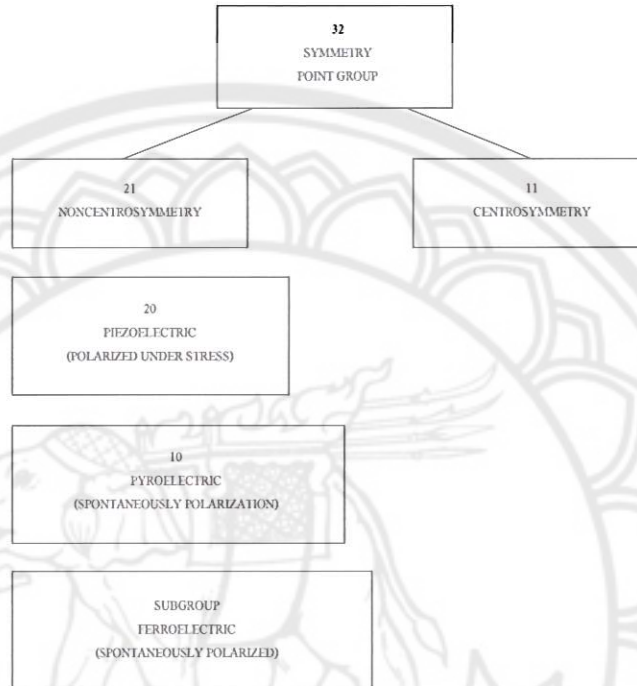 32
SYMMETRY
POINT GROUP
21
NONCENTROSYMMETRY
11
CENTROSYMMETRY
20
PIEZOELECTRIC
(POLARIZED UNDER STRESS)
10
PYROELECTRIC
(SPONTANEOUSLY POLARIZATION)
SUBGROUP
FERROELECTRIC
(SPONTANEOUSLY POLARIZED)